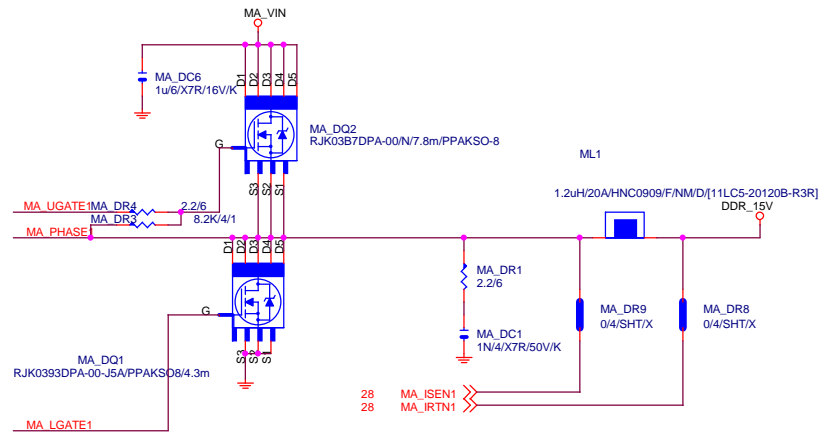 MA_VIN
D1
D2
D3
D4
D5
MA_DC6
1u/6/X7R/16V/K
MA_DQ2
RJK03B7DPA-00/N/7.8m/PPAKSO-8
G
ML1
S3
S2
S1
1.2uH/20A/HNC0909/F/NM/D/[11LC5-20120B-R3R]
MA_UGATE1
MA_DR4
2.2/6
MA_DR3
8.2K/4/1
DDR_15V
MA_PHASE1
D1
D2
D3
D4
D5
MA_DR1
2.2/6
G
MA_DR9
0/4/SHT/X
MA_DR8
0/4/SHT/X
MA_DC1
1N/4/X7R/50V/K
S3
S2
S1
MA_DQ1
RJK0393DPA-00-J5A/PPAKSO8/4.3m
28 MA_ISEN1
28 MA_IRTN1
MA_LGATE1